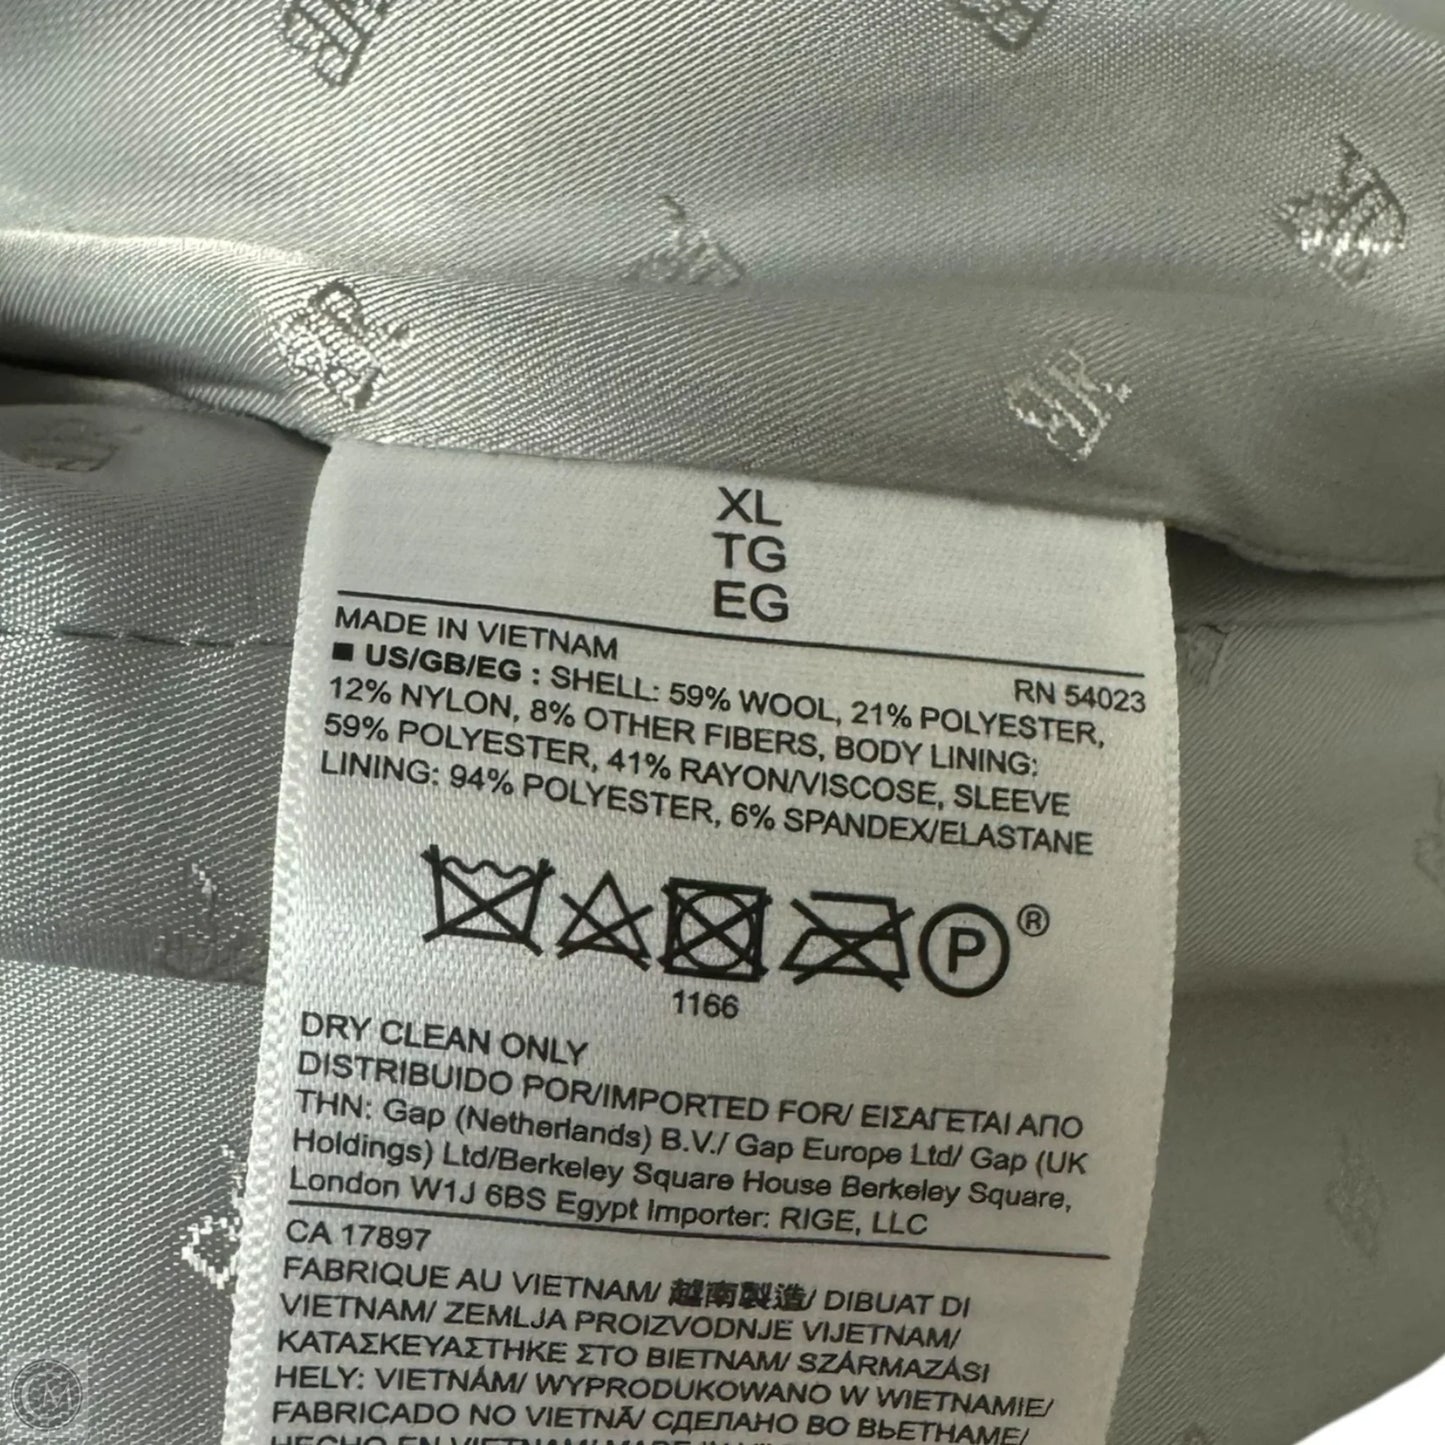 XL
TG
EG
MADE IN VIETNAM
RN 54023
■ US/GB/EG : SHELL: 59% WOOL, 21% POLYESTER,
12% NYLON, 8% OTHER FIBERS, BODY LINING:
59% POLYESTER, 41% RAYON/VISCOSE, SLEEVE
LINING: 94% POLYESTER, 6% SPANDEX/ELASTANE
P ®
1166
DRY CLEAN ONLY
DISTRIBUIDO POR/IMPORTED FOR/ ΕΙΣΑΓΕΤΑΙ ΑΠΟ
THN: Gap (Netherlands) B.V./ Gap Europe Ltd/ Gap (UK
Holdings) Ltd/Berkeley Square House Berkeley Square,
London W1J 6BS Egypt Importer: RIGE, LLC
CA 17897
FABRIQUE AU VIETNAM/ 越南製造/ DIBUAT DI
VIETNAM/ ZEMLJA PROIZVODNJE VIJETNAM/
ΚΑΤΑΣΚΕΥΑΣΤΗΚΕ ΣΤΟ ΒΙΕΤΝΑΜ/ SZÁRMAZÁSI
HELY: VIETNÁM/ WYPRODUKOWANO W WIETNAMIE/
FABRICADO NO VIETNÃ/ СДЕЛАНО ВО ВЬЕТНАМЕ/
HECHO EN VIETNAM/ MADE IN